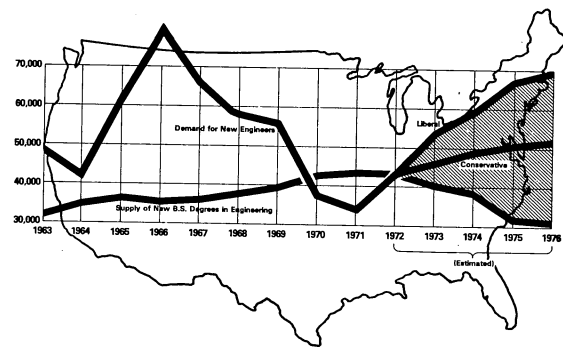 70,000
60,000
50,000
40,000
30,000
Demand for New Engineers
Liberal
Conservative
Supply of New B.S. Degrees in Engineering
1963 1964 1965 1966 1967 1968 1969 1970 1971 1972 1973 1974 1975 1976
(Estimated)